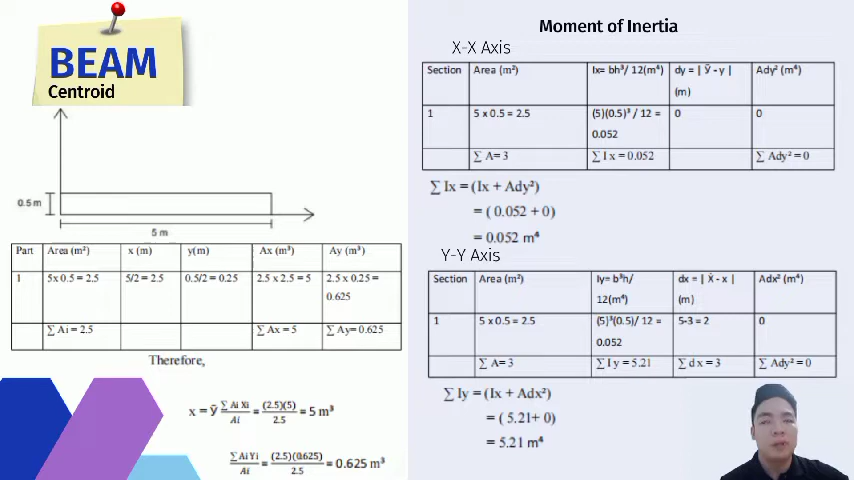 BEAM
Centroid
0.5 m
5 m
Part Area (m²) x (m) y(m) Ax (m³) Ay (m³)
1 5x 0.5 = 2.5 5/2 = 2.5 0.5/2 = 0.25 2.5 x 2.5 = 5 2.5 x 0.25 =
0.625
∑ Ai = 2.5 ∑ Ax = 5 ∑ Ay= 0.625
Therefore,
x = ȳ ∑ Ai Xi / Ai = (2.5)(5) / 2.5 = 5 m³
∑ Ai Yi / Ai = (2.5)(0.625) / 2.5 = 0.625 m³
Moment of Inertia
X-X Axis
Section Area (m²) Ix= bh³/ 12(m⁴) dy = | ȳ - y | Ady² (m⁴)
(m)
1 5 x 0.5 = 2.5 (5)(0.5)³ / 12 = 0 0
0.052
∑ A= 3 ∑ I x = 0.052 ∑ Ady² = 0
∑ Ix = (Ix + Ady²)
= ( 0.052 + 0)
= 0.052 m⁴
Y-Y Axis
Section Area (m²) Iy= b³h/ dx = | Ẋ - x | Adx² (m⁴)
12(m⁴) (m)
1 5 x 0.5 = 2.5 (5)³(0.5)/ 12 = 5-3 = 2 0
0.052
∑ A= 3 ∑ I y = 5.21 ∑ d x = 3 ∑ Ady² = 0
∑ Iy = (Ix + Adx²)
= ( 5.21+ 0)
= 5.21 m⁴